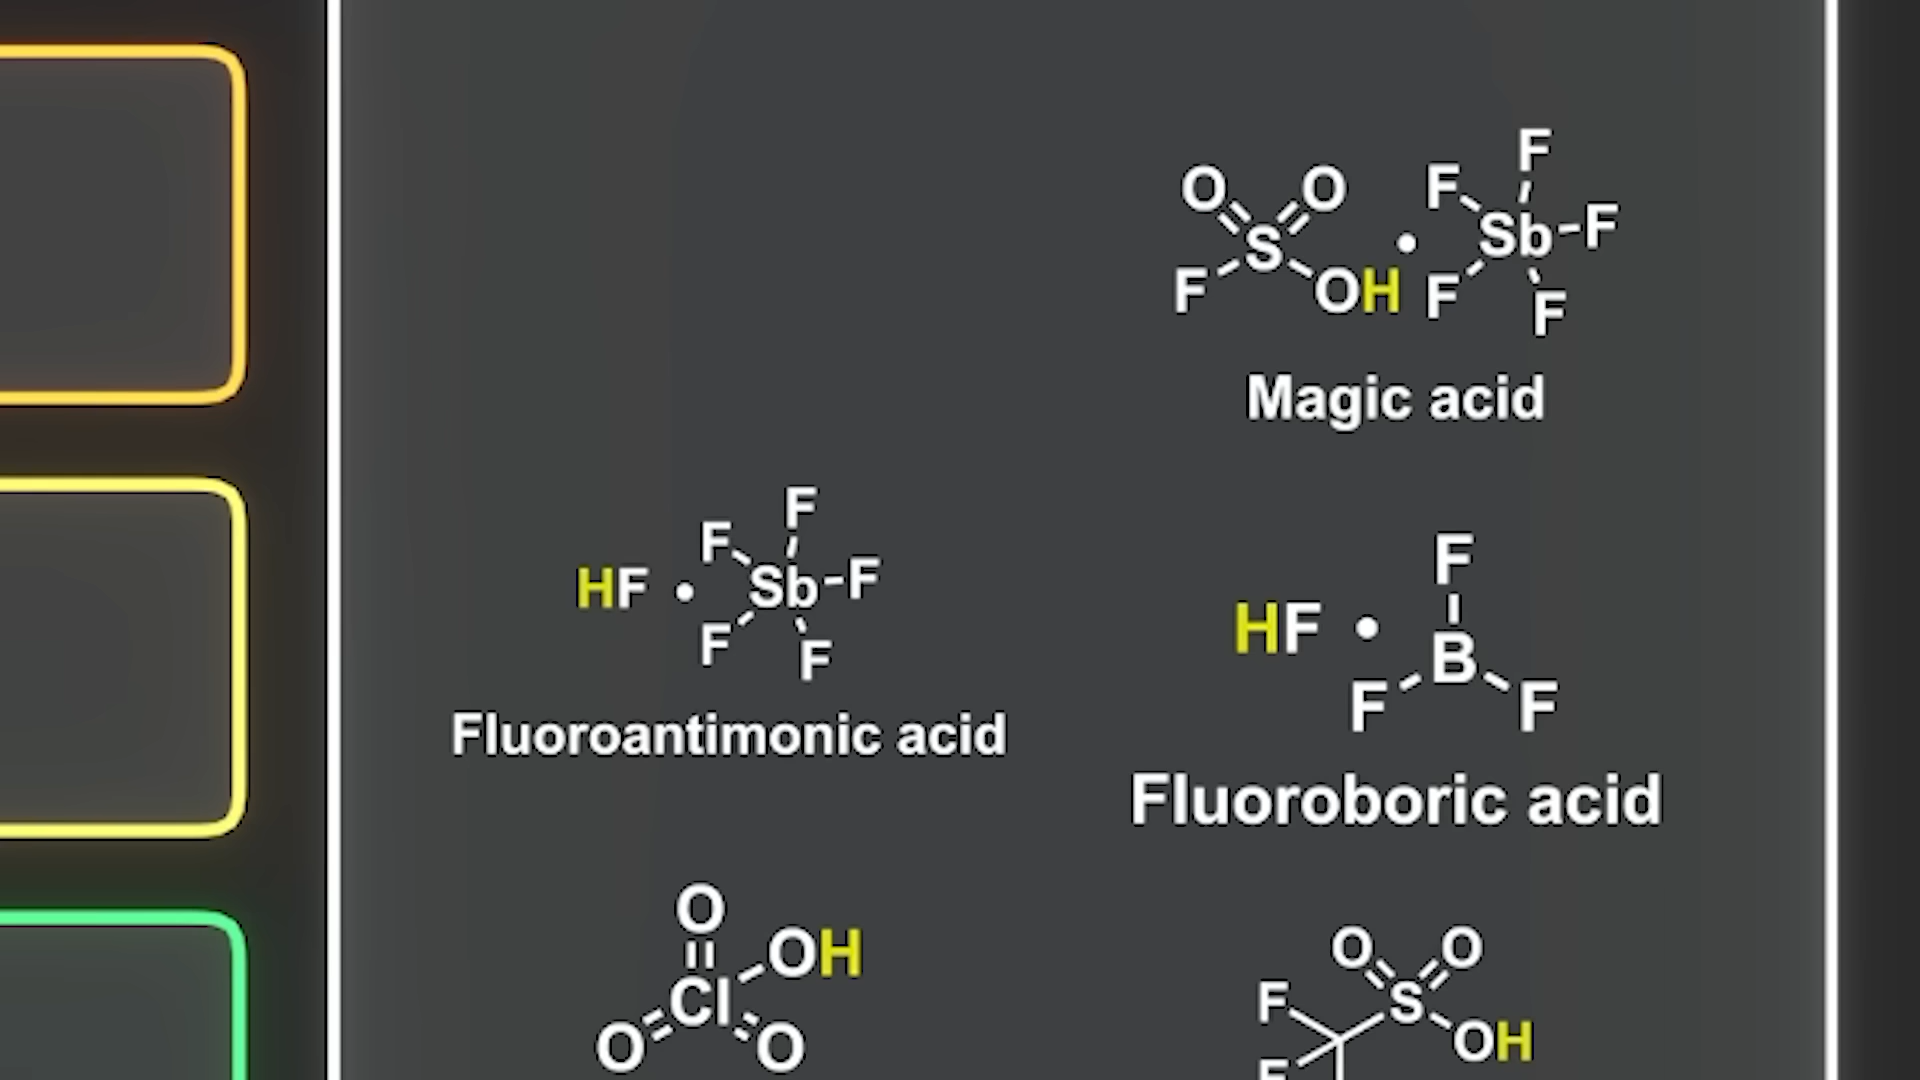 O O F F
S Sb F
F OH • F F
Magic acid
F F
HF • Sb F
F F
Fluoroantimonic acid
F
HF • B
F F
Fluoroboric acid
O
OH
Cl
O O
O O
F S
OH
F